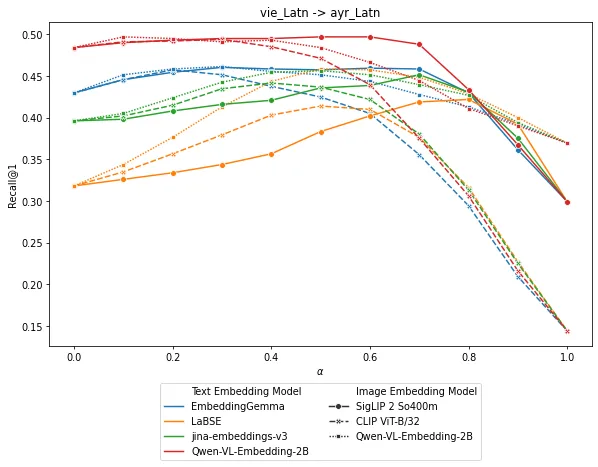 vie_Latn -> ayr_Latn
Recall@1
0.50
0.45
0.40
0.35
0.30
0.25
0.20
0.15
0.0 0.2 0.4 0.6 0.8 1.0
α
Text Embedding Model
EmbeddingGemma
LaBSE
jina-embeddings-v3
Qwen-VL-Embedding-2B
Image Embedding Model
SigLIP 2 So400m
CLIP ViT-B/32
Qwen-VL-Embedding-2B